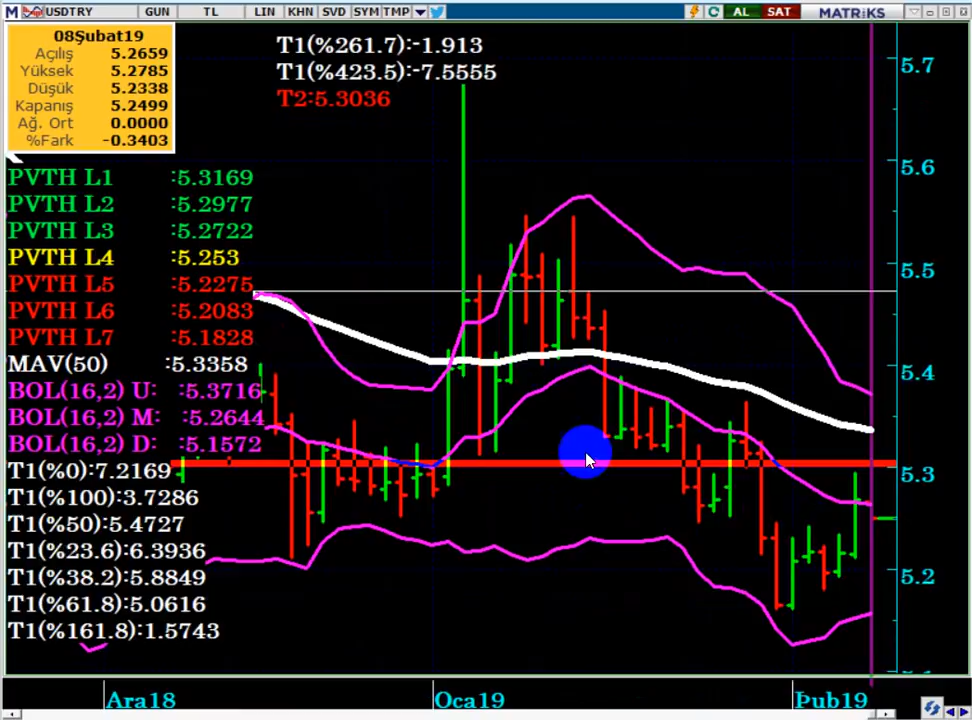 M USDTRY GUN TL LIN KHN SVD SYM TMP AL SAT MATRİKS
08Şubat19
Açılış 5.2659
Yüksek 5.2785
Düşük 5.2338
Kapanış 5.2499
Ağ. Ort 0.0000
%Fark -0.3403
T1(%261.7):-1.913
T1(%423.5):-7.5555
T2:5.3036
PVTH L1 :5.3169
PVTH L2 :5.2977
PVTH L3 :5.2722
PVTH L4 :5.253
PVTH L5 :5.2275
PVTH L6 :5.2083
PVTH L7 :5.1828
MAV(50) :5.3358
BOL(16,2) U: :5.3716
BOL(16,2) M: :5.2644
BOL(16,2) D: :5.1572
T1(%0):7.2169
T1(%100):3.7286
T1(%50):5.4727
T1(%23.6):6.3936
T1(%38.2):5.8849
T1(%61.8):5.0616
T1(%161.8):1.5743
5.7
5.6
5.5
5.4
5.3
5.2
Ara18 Oca19 Þub19